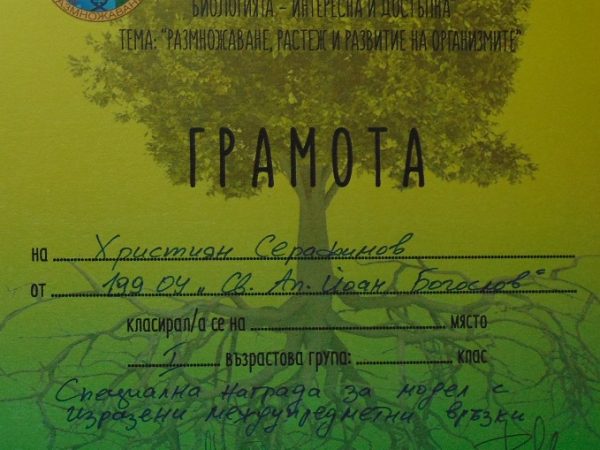 РАЗМНОЖАВАНЕ
БИОЛОГИЯТА - ИНТЕРЕСНА И ДОСТЪПНА
ТЕМА: "РАЗМНОЖАВАНЕ, РАСТЕЖ И РАЗВИТИЕ НА ОРГАНИЗМИТЕ"
ГРАМОТА
на Християн Серафимов
от 199 ОУ „Св. Ап. Йоан Богослов“
класирал/а се на място
I възрастова група: клас
Специална награда за модел с
изразени междупредметни връзки